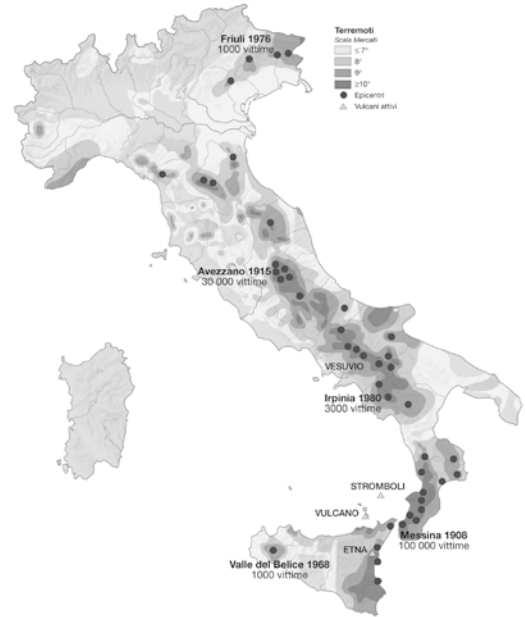 Friuli 1976
1000 vittime
Terremoti
Scala Mercalli
≤ 7°
8°
9°
≥10°
Epicentri
Vulcani attivi
Avezzano 1915
30 000 vittime
VESUVIO
Irpinia 1980
3000 vittime
STROMBOLI
VULCANO
Messina 1908
100 000 vittime
ETNA
Valle del Belice 1968
1000 vittime